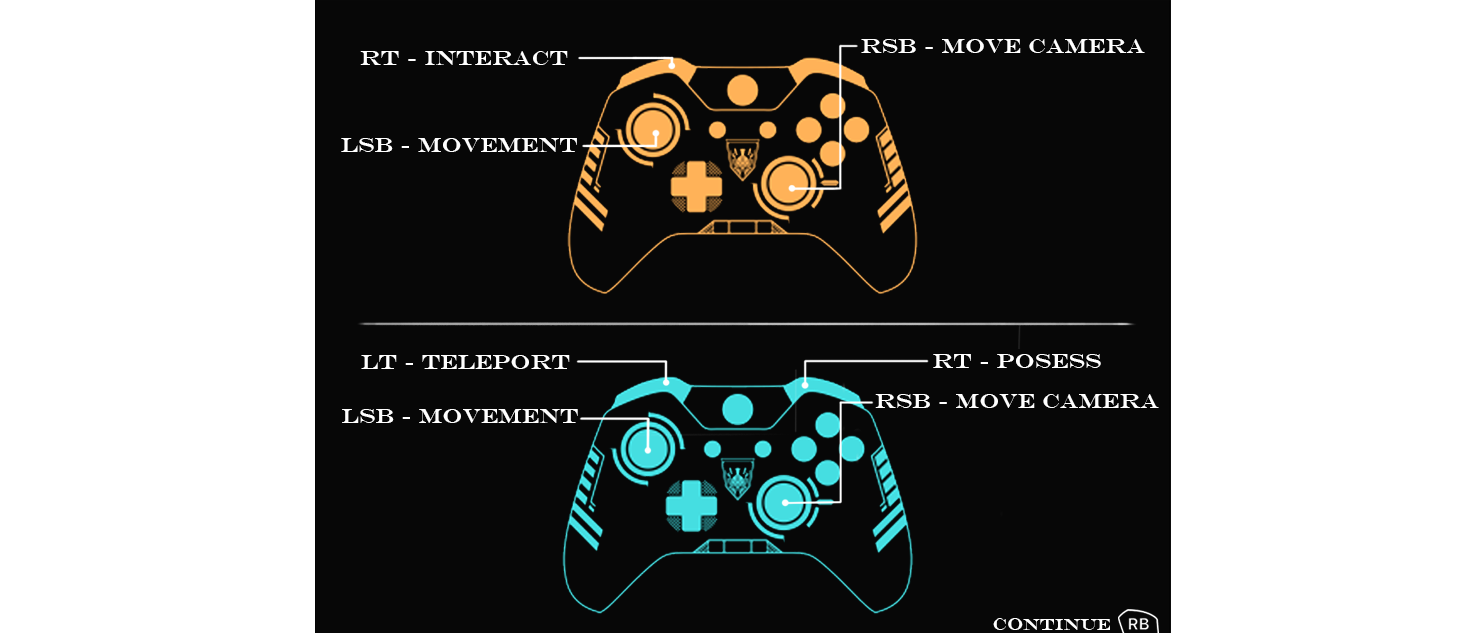 RSB - MOVE CAMERA
RT - INTERACT
LSB - MOVEMENT
LT - TELEPORT
RT - POSESS
RSB - MOVE CAMERA
LSB - MOVEMENT
CONTINUE RB